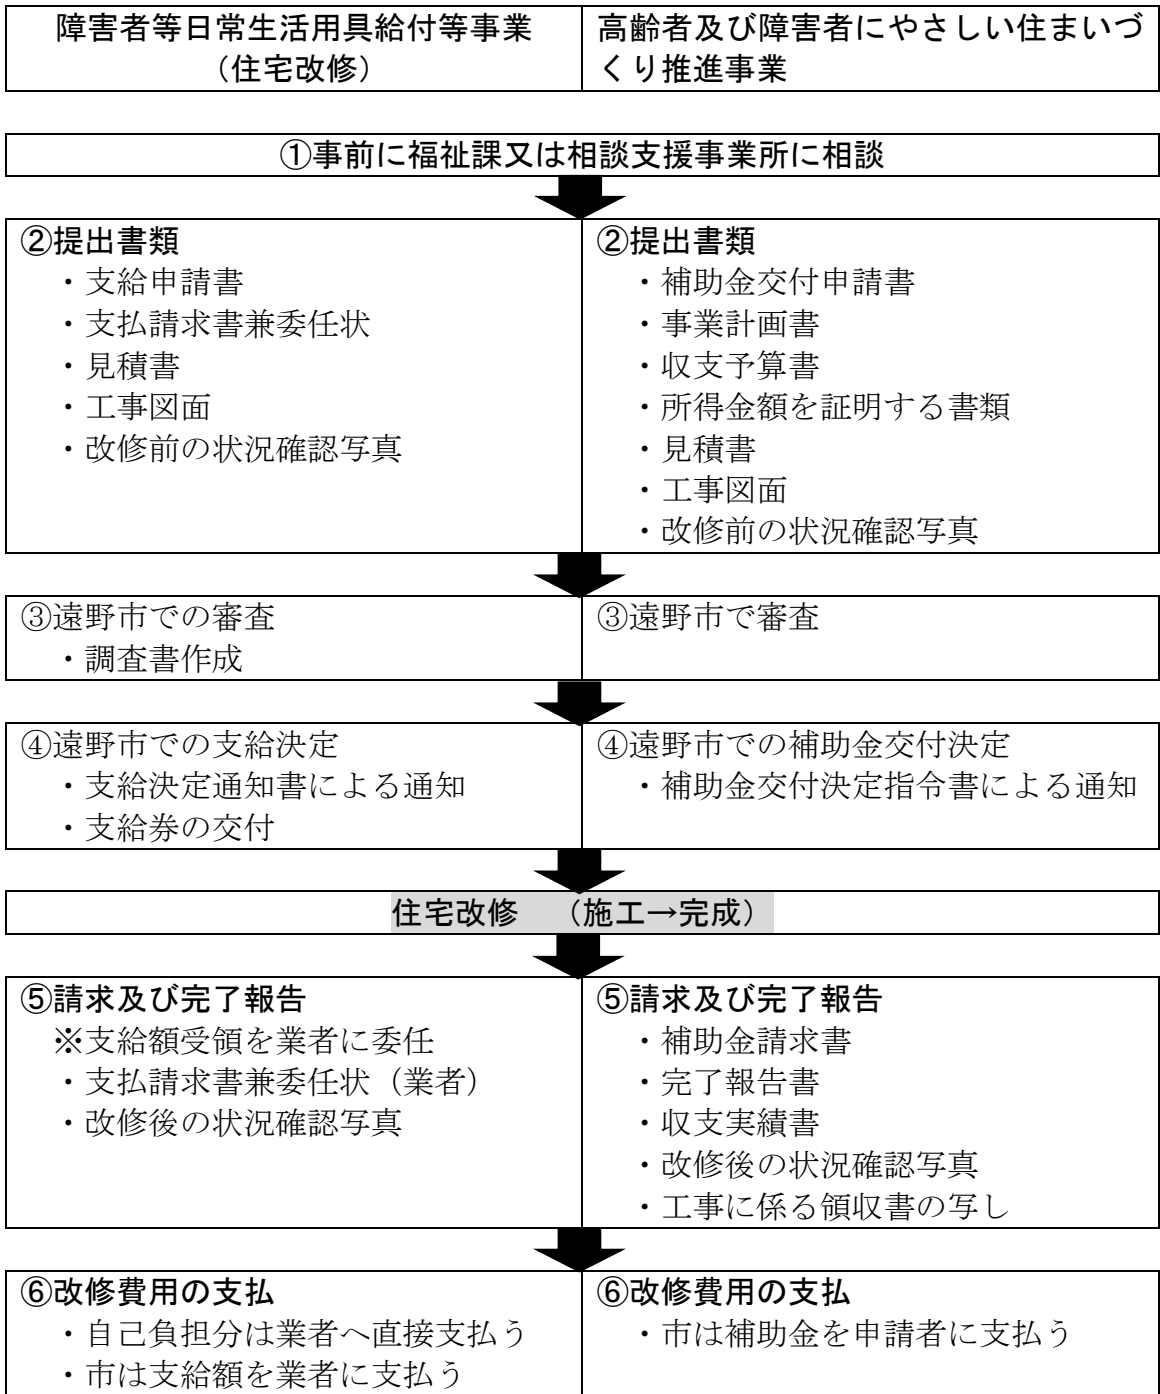 障害者等日常生活用具給付等事業
（住宅改修）
高齢者及び障害者にやさしい住まいづ
くり推進事業
①事前に福祉課又は相談支援事業所に相談
②提出書類
・支給申請書
・支払請求書兼委任状
・見積書
・工事図面
・改修前の状況確認写真
②提出書類
・補助金交付申請書
・事業計画書
・収支予算書
・所得金額を証明する書類
・見積書
・工事図面
・改修前の状況確認写真
③遠野市での審査
・調査書作成
③遠野市で審査
④遠野市での支給決定
・支給決定通知書による通知
・支給券の交付
④遠野市での補助金交付決定
・補助金交付決定指令書による通知
住宅改修　（施工→完成）
⑤請求及び完了報告
※支給額受領を業者に委任
・支払請求書兼委任状（業者）
・改修後の状況確認写真
⑤請求及び完了報告
・補助金請求書
・完了報告書
・収支実績書
・改修後の状況確認写真
・工事に係る領収書の写し
⑥改修費用の支払
・自己負担分は業者へ直接支払う
・市は支給額を業者に支払う
⑥改修費用の支払
・市は補助金を申請者に支払う